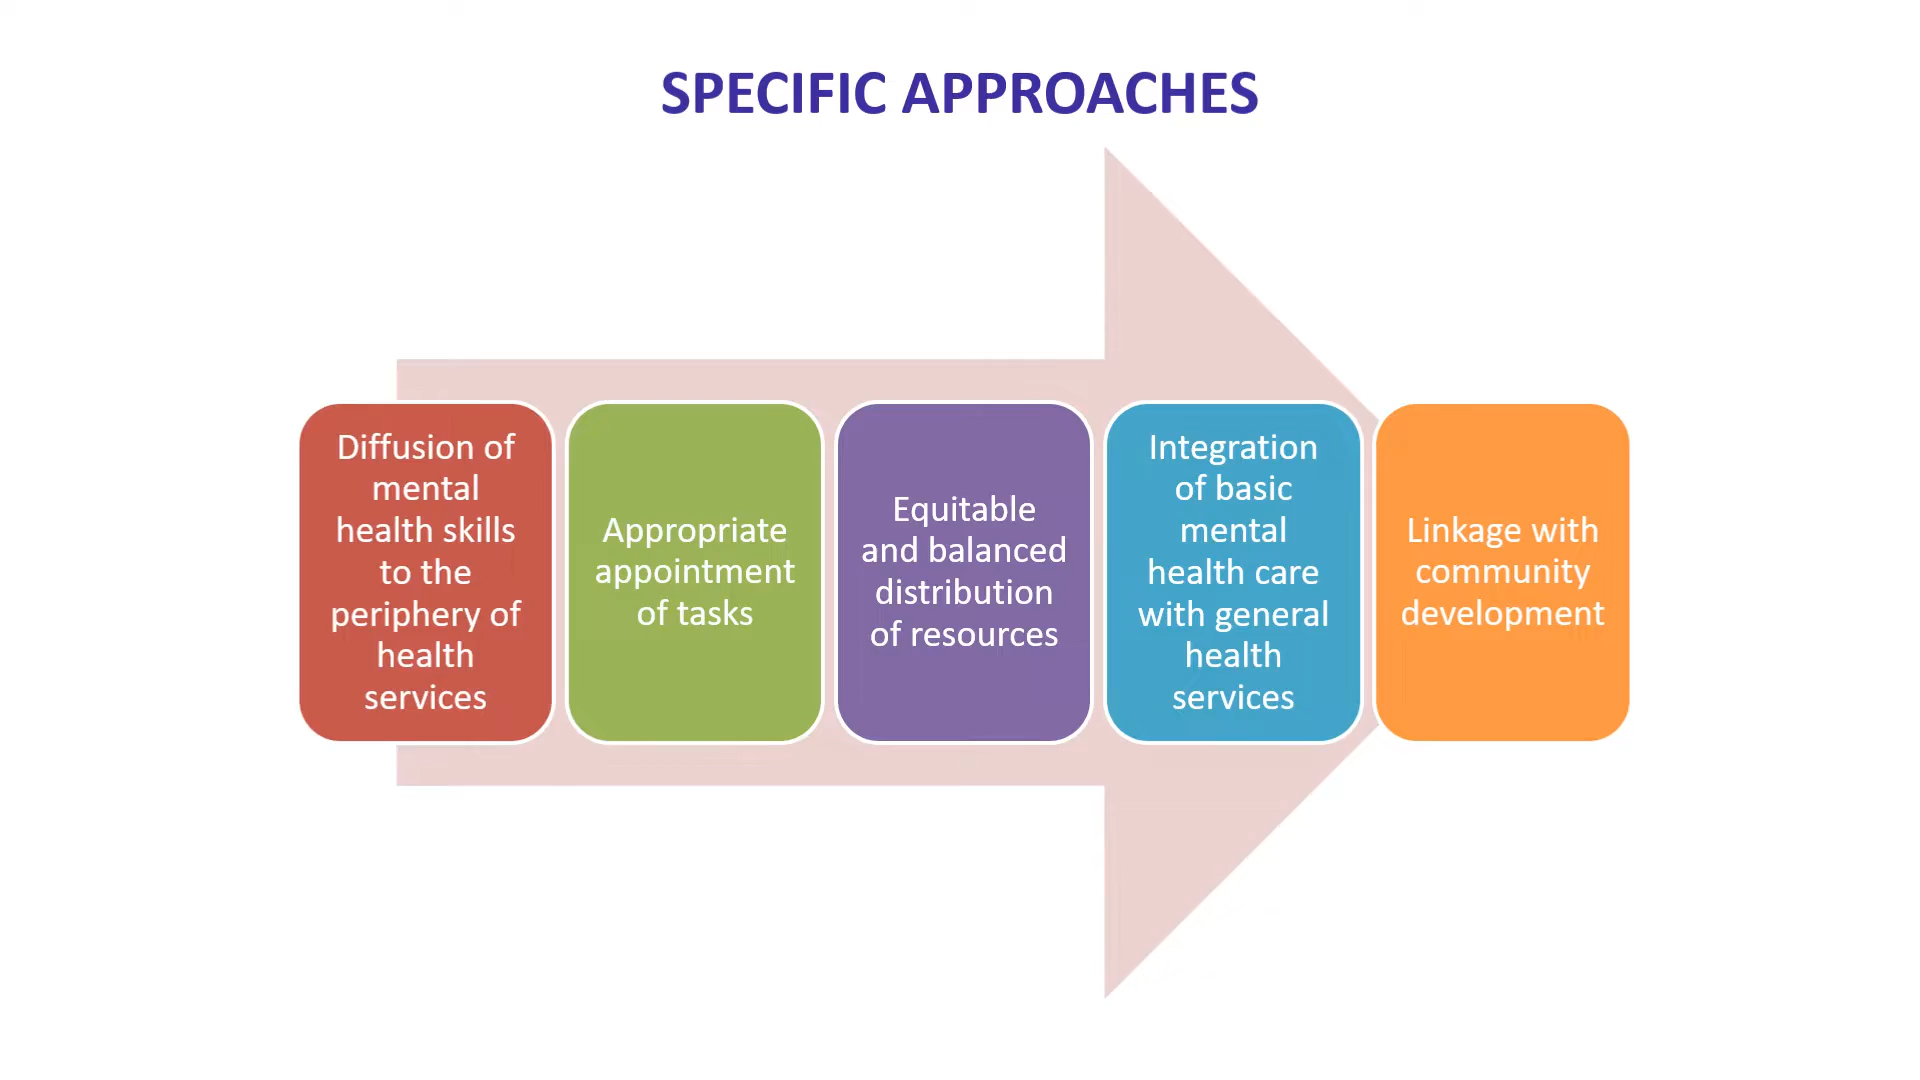 SPECIFIC APPROACHES
Diffusion of
mental
health skills
to the
periphery of
health
services
Appropriate
appointment
of tasks
Equitable
and balanced
distribution
of resources
Integration
of basic
mental
health care
with general
health
services
Linkage with
community
development